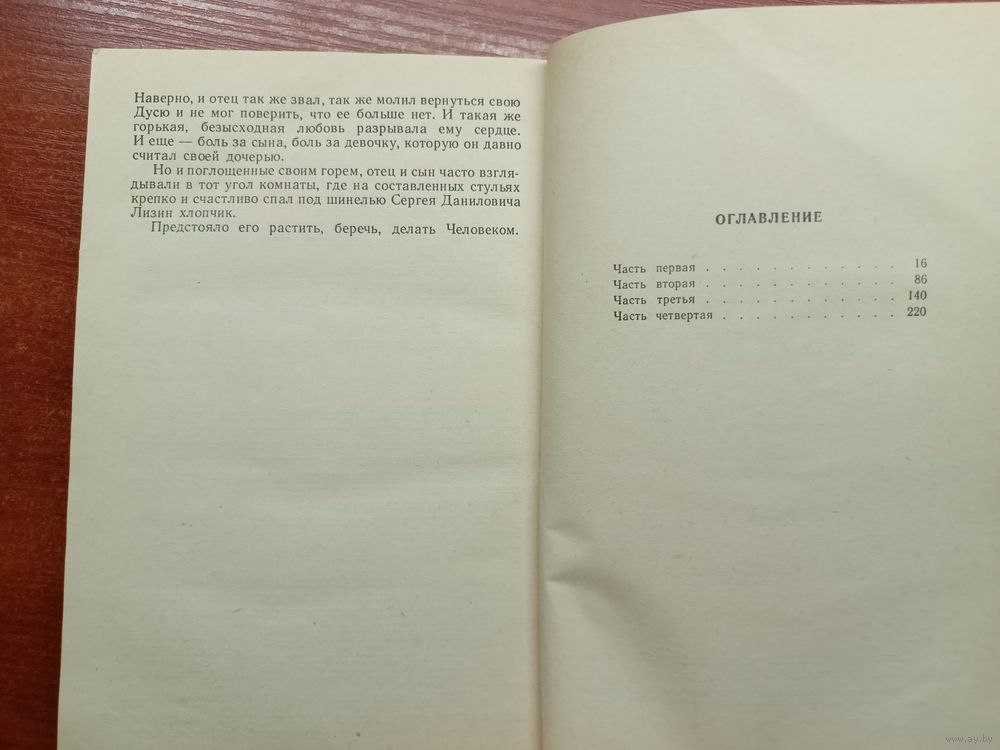 Наверно, и отец так же звал, так же молил вернуться свою
Дусю и не мог поверить, что ее больше нет. И такая же
горькая, безысходная любовь разрывала ему сердце.
И еще — боль за сына, боль за девочку, которую он давно
считал своей дочерью.
Но и поглощенные своим горем, отец и сын часто взгля-
дывали в тот угол комнаты, где на составленных стульях
крепко и счастливо спал под шинелью Сергея Даниловича
Лизин хлопчик.
Предстояло его растить, беречь, делать Человеком.
ОГЛАВЛЕНИЕ
Часть первая . . . . . . . . . . . . 16
Часть вторая . . . . . . . . . . . . 86
Часть третья . . . . . . . . . . . . 140
Часть четвертая . . . . . . . . . . . 220
www.ay.by